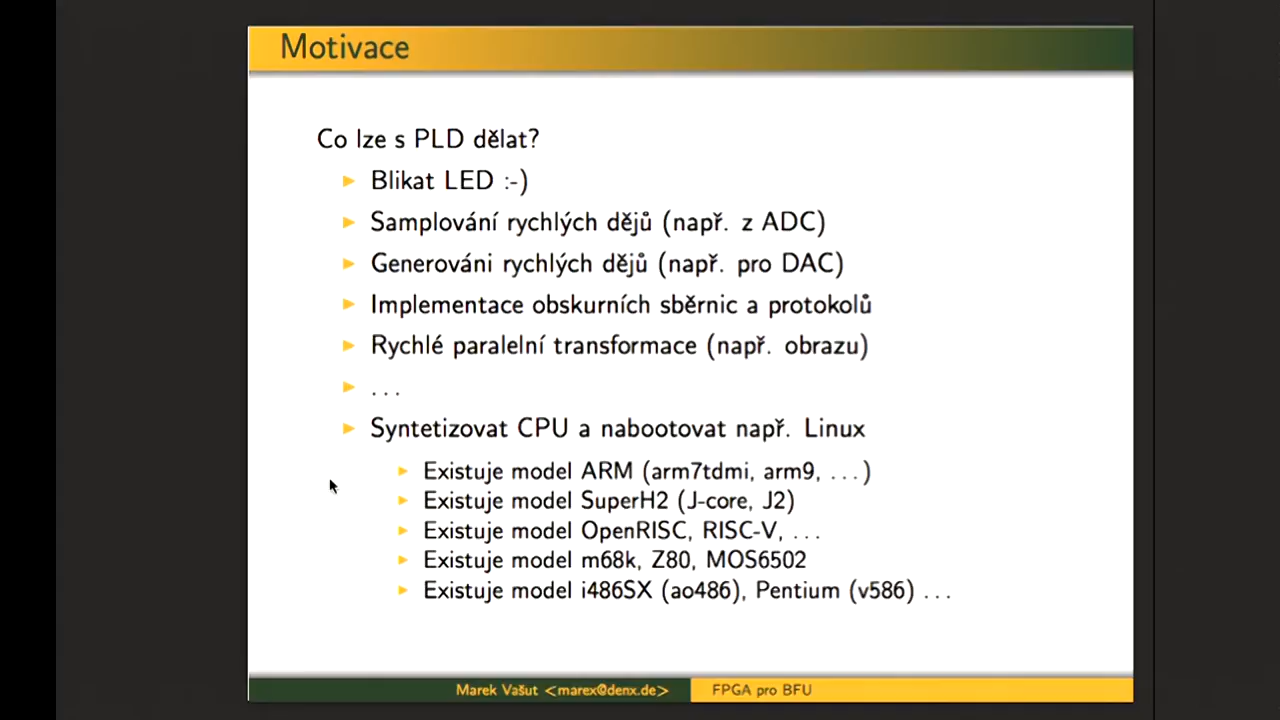 Motivace
Co lze s PLD dělat?
Blikat LED :-)
Samplování rychlých dějů (např. z ADC)
Generováni rychlých dějů (např. pro DAC)
Implementace obskurních sběrnic a protokolů
Rychlé paralelní transformace (např. obrazu)
...
Syntetizovat CPU a nabootovat např. Linux
Existuje model ARM (arm7tdmi, arm9, ...)
Existuje model SuperH2 (J-core, J2)
Existuje model OpenRISC, RISC-V, ...
Existuje model m68k, Z80, MOS6502
Existuje model i486SX (ao486), Pentium (v586) ...
Marek Vašut <marex@denx.de> FPGA pro BFU